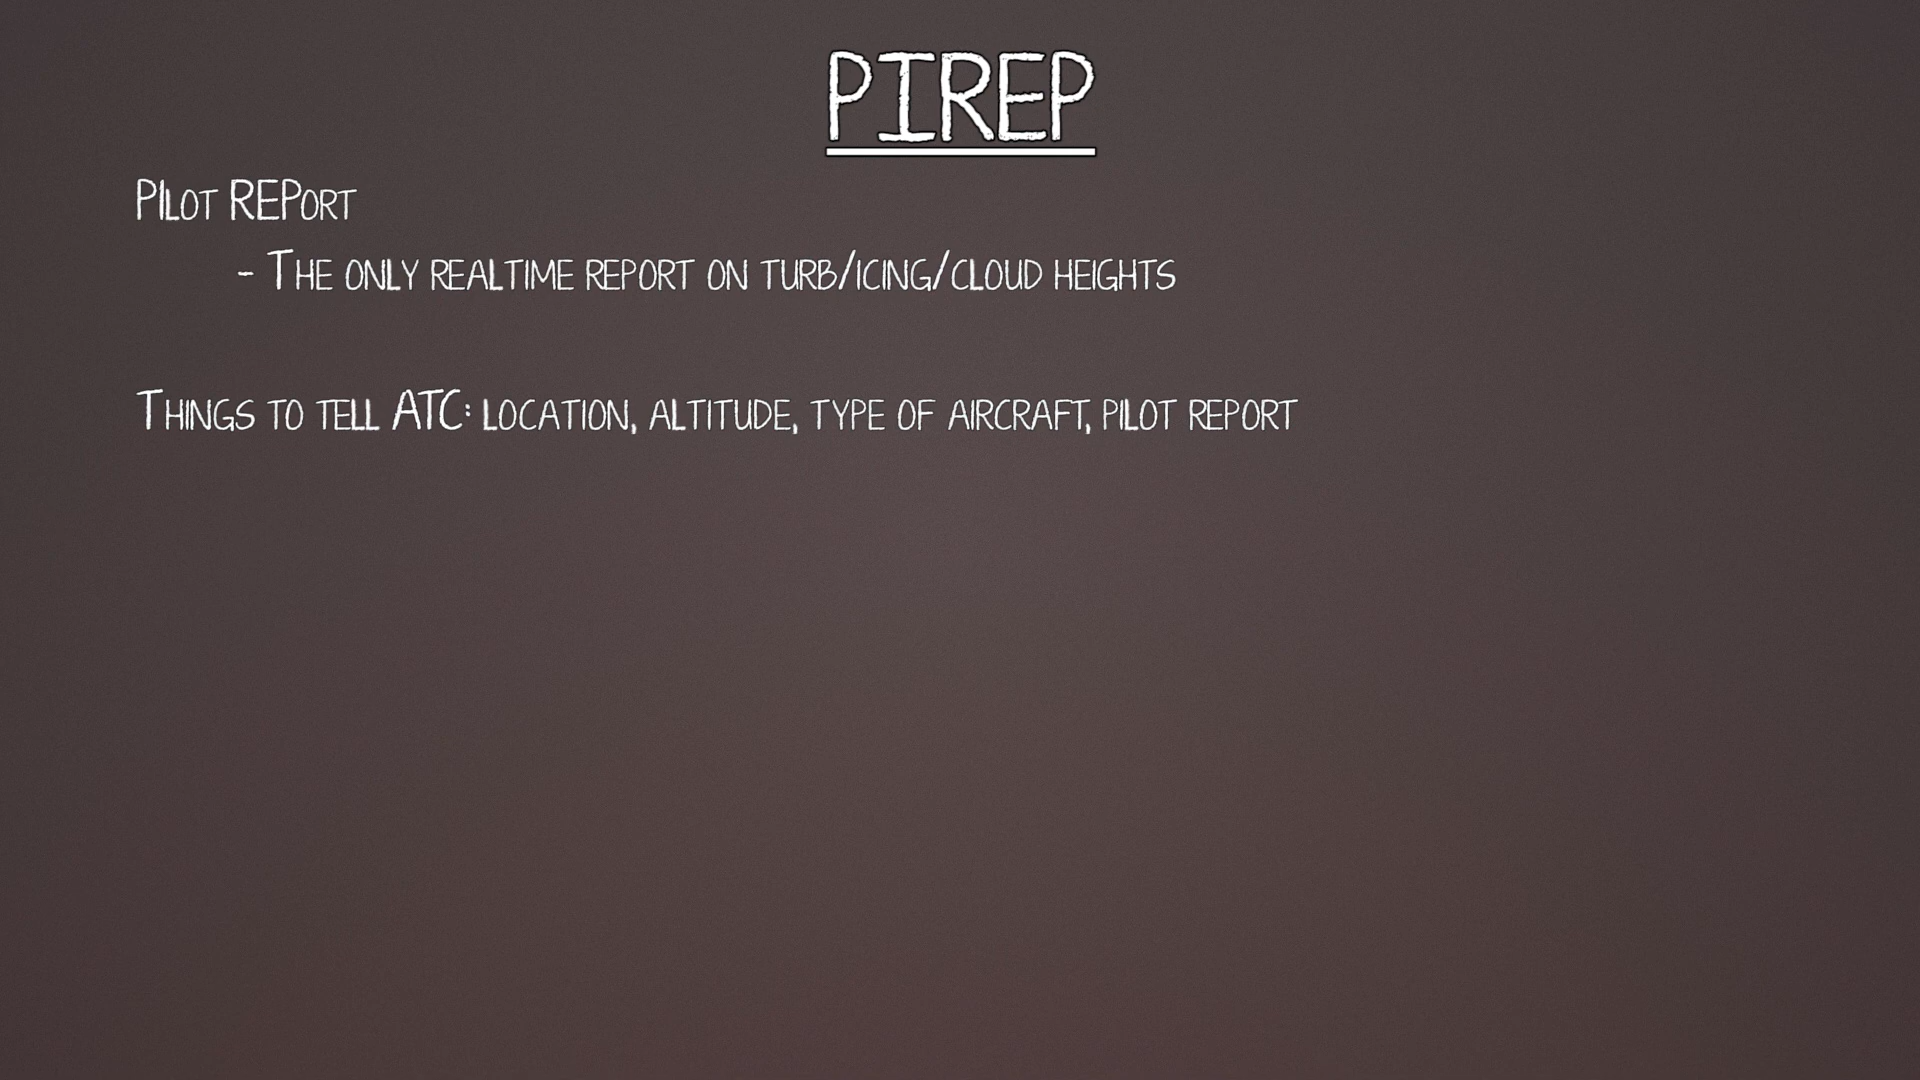 PIREP
PILOT REPORT
- THE ONLY REALTIME REPORT ON TURB/ICING/CLOUD HEIGHTS
THINGS TO TELL ATC: LOCATION, ALTITUDE, TYPE OF AIRCRAFT, PILOT REPORT